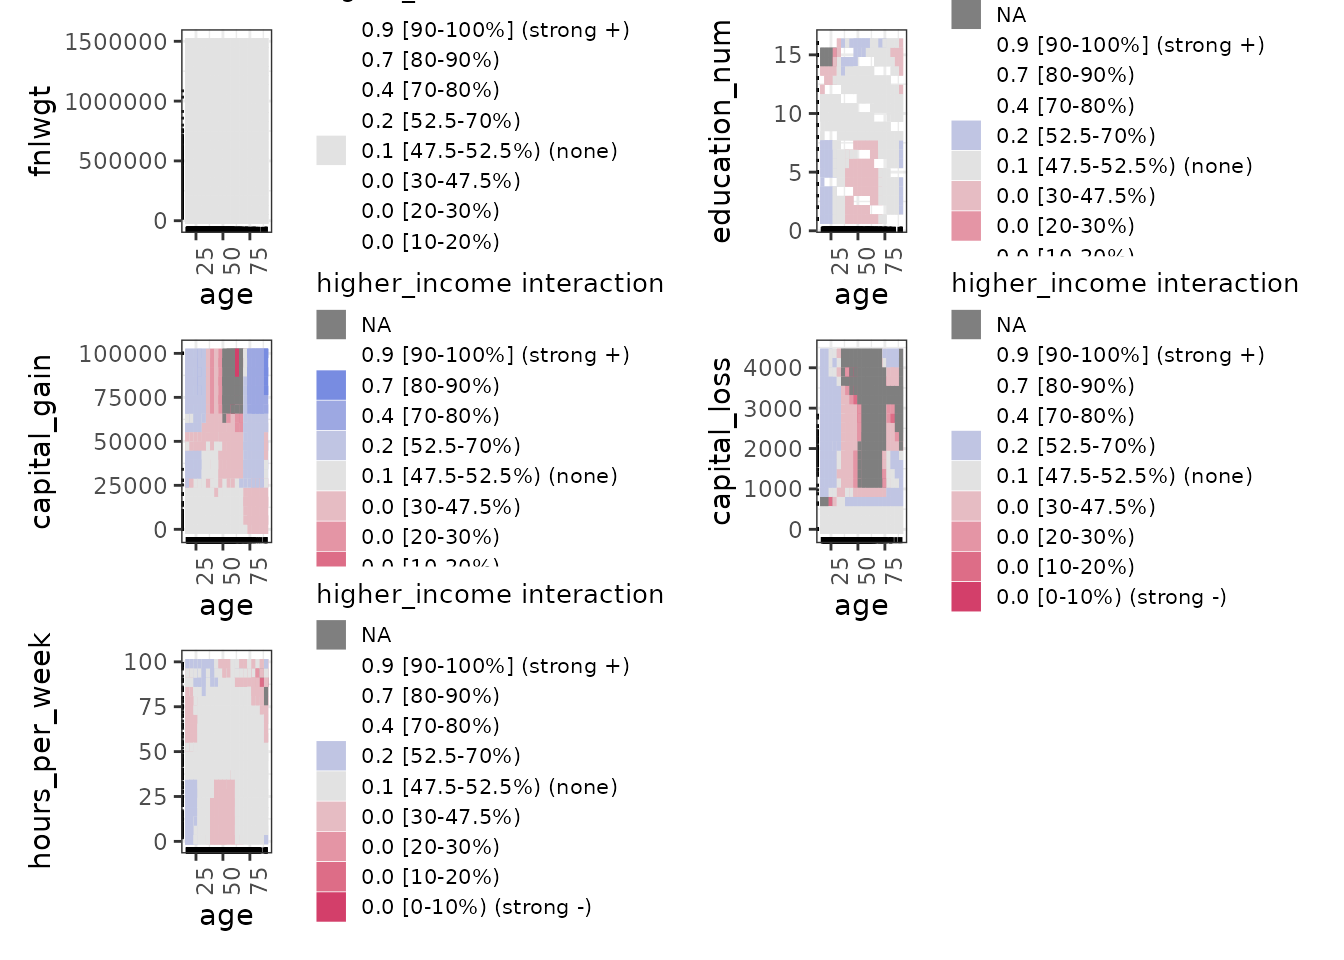 1500000
1000000
500000
0
fnlwgt
25
50
75
age
0.9 [90-100%] (strong +)
0.7 [80-90%)
0.4 [70-80%)
0.2 [52.5-70%)
0.1 [47.5-52.5%) (none)
0.0 [30-47.5%)
0.0 [20-30%)
0.0 [10-20%)
15
10
5
0
education_num
25
50
75
age
NA
0.9 [90-100%] (strong +)
0.7 [80-90%)
0.4 [70-80%)
0.2 [52.5-70%)
0.1 [47.5-52.5%) (none)
0.0 [30-47.5%)
0.0 [20-30%)
0.0 [10-20%)
100000
75000
50000
25000
0
capital_gain
25
50
75
age
higher_income interaction
NA
0.9 [90-100%] (strong +)
0.7 [80-90%)
0.4 [70-80%)
0.2 [52.5-70%)
0.1 [47.5-52.5%) (none)
0.0 [30-47.5%)
0.0 [20-30%)
0.0 [10-20%)
4000
3000
2000
1000
0
capital_loss
25
50
75
age
higher_income interaction
NA
0.9 [90-100%] (strong +)
0.7 [80-90%)
0.4 [70-80%)
0.2 [52.5-70%)
0.1 [47.5-52.5%) (none)
0.0 [30-47.5%)
0.0 [20-30%)
0.0 [10-20%)
0.0 [0-10%) (strong -)
100
75
50
25
0
hours_per_week
25
50
75
age
higher_income interaction
NA
0.9 [90-100%] (strong +)
0.7 [80-90%)
0.4 [70-80%)
0.2 [52.5-70%)
0.1 [47.5-52.5%) (none)
0.0 [30-47.5%)
0.0 [20-30%)
0.0 [10-20%)
0.0 [0-10%) (strong -)